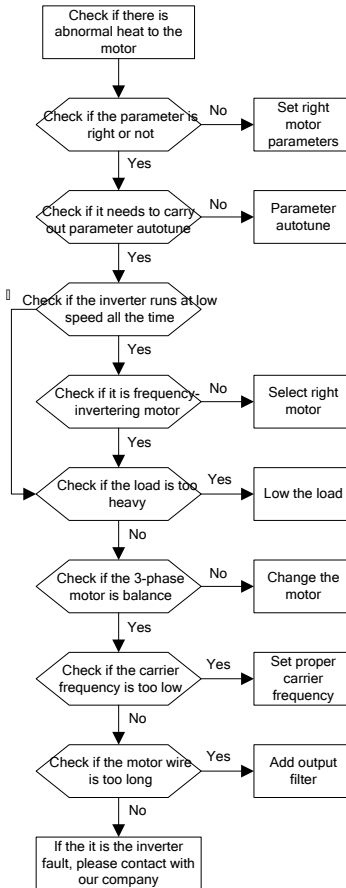 Check if there is
abnormal heat to the
motor
Check if the parameter is
right or not
No
Set right
motor
parameters
Yes
Check if it needs to carry
out parameter autotune
No
Parameter
autotune
Yes
Check if the inverter runs at low
speed all the time
Yes
Check if it is frequency-
invertering motor
No
Select right
motor
Yes
Check if the load is too
heavy
Yes
Low the load
No
Check if the 3-phase
motor is balance
No
Change the
motor
Yes
Check if the carrier
frequency is too low
Yes
Set proper
carrier
frequency
No
Check if the motor wire
is too long
Yes
Add output
filter
No
If the it is the inverter
fault, please contact with
our company